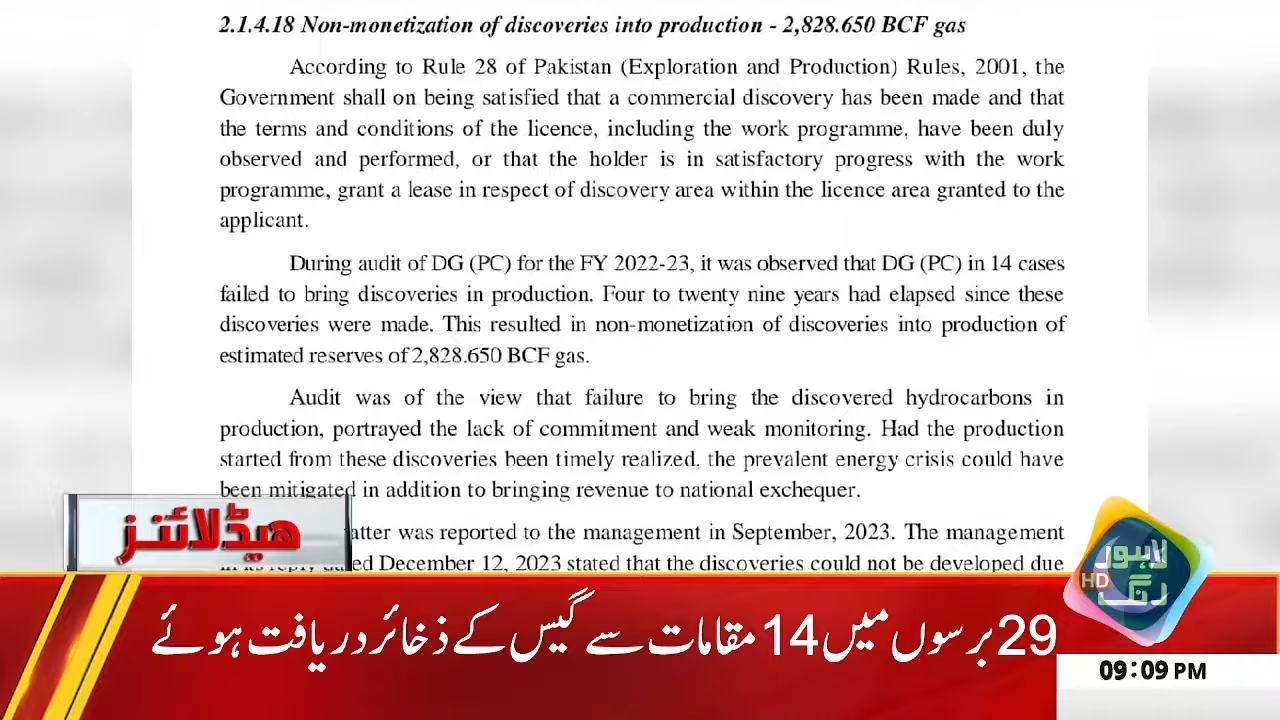 2.1.4.18 Non-monetization of discoveries into production - 2,828.650 BCF gas
According to Rule 28 of Pakistan (Exploration and Production) Rules, 2001, the
Government shall on being satisfied that a commercial discovery has been made and that
the terms and conditions of the licence, including the work programme, have been duly
observed and performed, or that the holder is in satisfactory progress with the work
programme, grant a lease in respect of discovery area within the licence area granted to the
applicant.
During audit of DG (PC) for the FY 2022-23, it was observed that DG (PC) in 14 cases
failed to bring discoveries in production. Four to twenty nine years had elapsed since these
discoveries were made. This resulted in non-monetization of discoveries into production of
estimated reserves of 2,828.650 BCF gas.
Audit was of the view that failure to bring the discovered hydrocarbons in
production, portrayed the lack of commitment and weak monitoring. Had the production
started from these discoveries been timely realized, the prevalent energy crisis could have
been mitigated in addition to bringing revenue to national exchequer.
was reported to the management in September, 2023. The management
December 12, 2023 stated that the discoveries could not be developed due
ہیڈلائنز
لاہور
HD رنگ
29 برسوں میں 14 مقامات سے گیس کے ذخائر دریافت ہوئے
09:09 PM